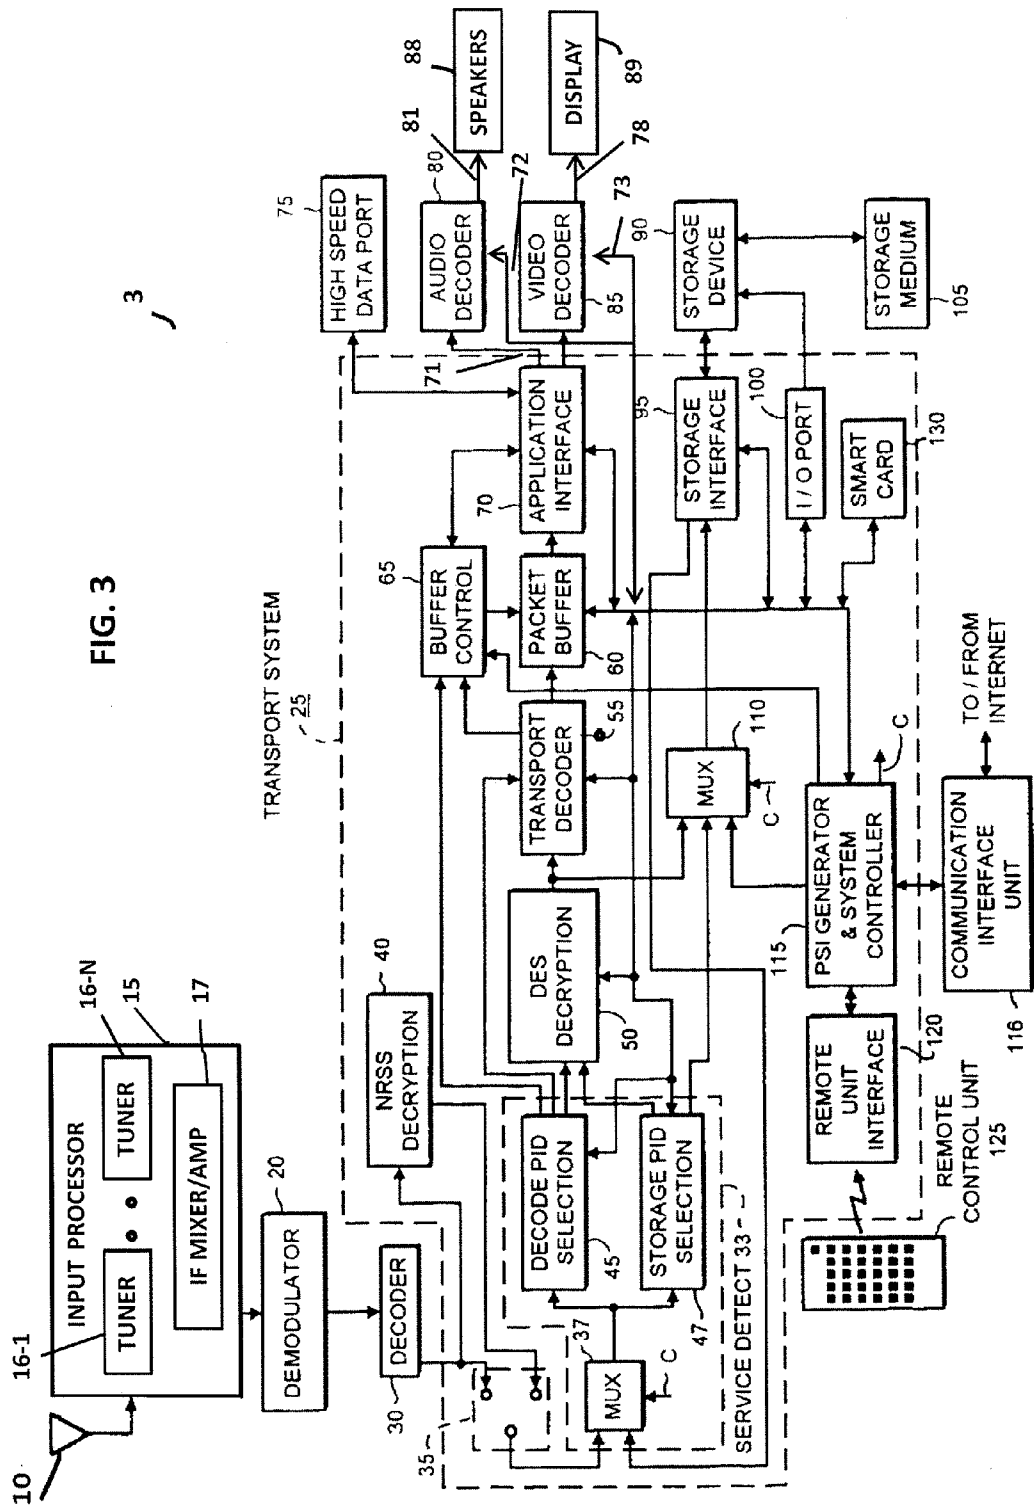 FIG. 3
3
10
INPUT PROCESSOR
TUNER
TUNER
IF MIXER/AMP
16-1
16-N
15
17
DEMODULATOR
20
DECODER
30
35
NRSS
DECRYPTION
40
TRANSPORT SYSTEM
25
MUX
37
C
DECODE PID
SELECTION
45
STORAGE PID
SELECTION
47
SERVICE DETECT 33
DES
DECRYPTION
50
TRANSPORT
DECODER
55
BUFFER
CONTROL
65
PACKET
BUFFER
60
APPLICATION
INTERFACE
70
71
HIGH SPEED
DATA PORT
75
AUDIO
DECODER
80
81
SPEAKERS
88
72
VIDEO
DECODER
85
73
78
DISPLAY
89
STORAGE
DEVICE
90
STORAGE
INTERFACE
95
STORAGE
MEDIUM
105
I / O PORT
100
SMART
CARD
130
MUX
110
C
PSI GENERATOR
& SYSTEM
CONTROLLER
115
C
REMOTE
UNIT
INTERFACE
120
REMOTE
CONTROL UNIT
125
COMMUNICATION
INTERFACE
UNIT
116
TO / FROM
INTERNET